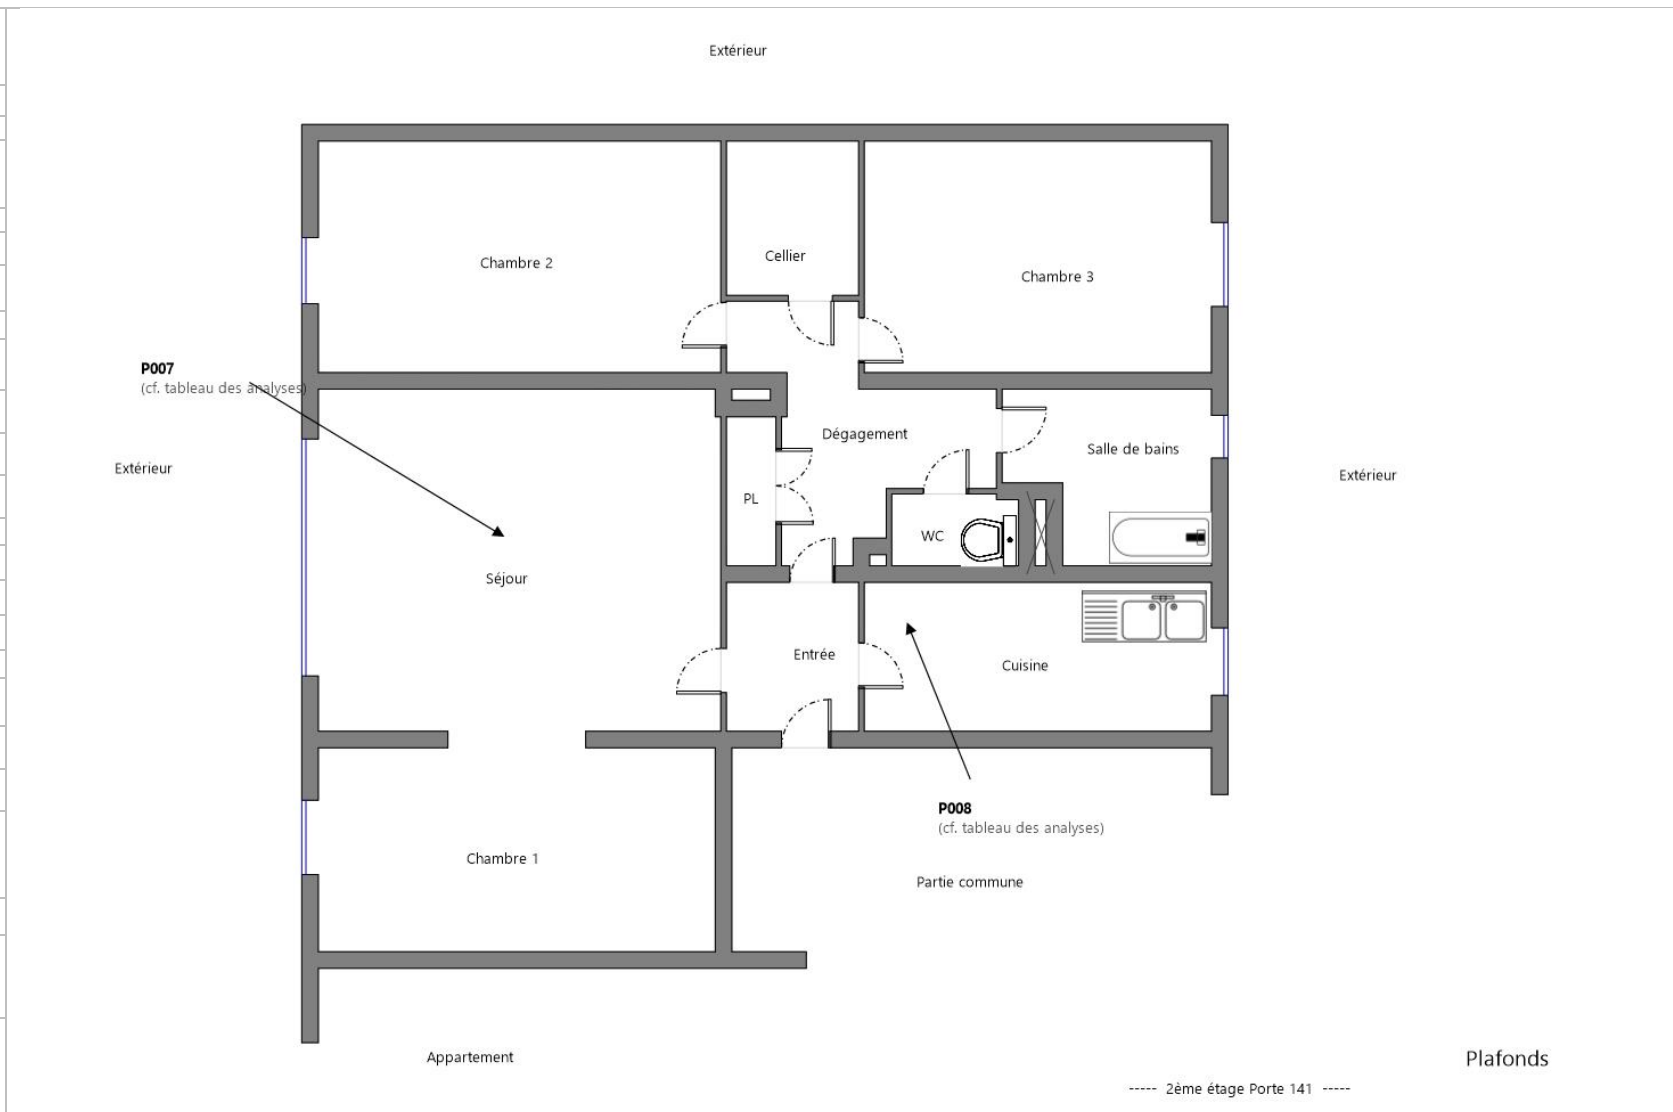 Extérieur
Chambre 2
Cellier
Chambre 3
P007
(cf. tableau des analyses)
Dégagement
Salle de bains
Extérieur
Extérieur
PL
WC
Séjour
Entrée
Cuisine
P008
(cf. tableau des analyses)
Chambre 1
Partie commune
Appartement
Plafonds
----- 2ème étage Porte 141 -----